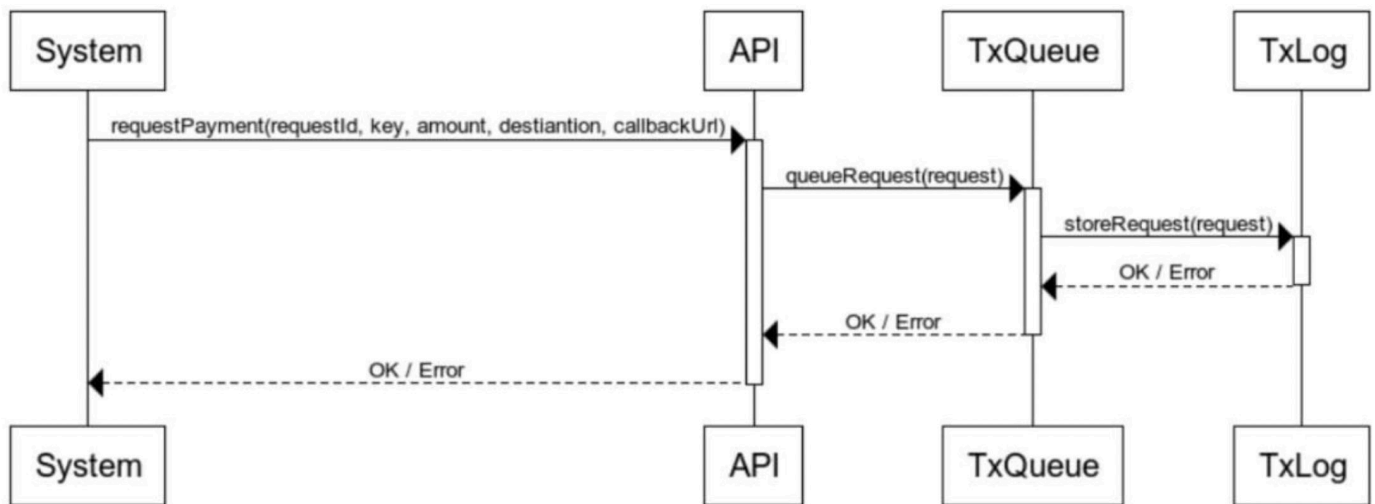 System API TxQueue TxLog
requestPayment(requestId, key, amount, destiantion, callbackUrl)
queueRequest(request)
storeRequest(request)
OK / Error
OK / Error
OK / Error
System API TxQueue TxLog